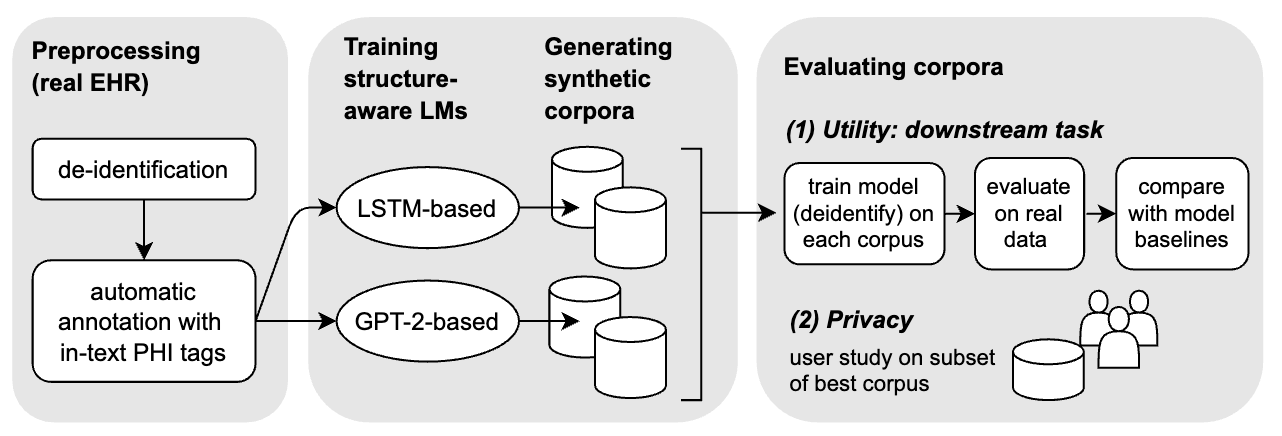 Preprocessing
(real EHR)
de-identification
automatic
annotation with
in-text PHI tags
Training
structure-
aware LMs
LSTM-based
GPT-2-based
Generating
synthetic
corpora
Evaluating corpora
(1) Utility: downstream task
train model
(deidentify) on
each corpus
evaluate
on real
data
compare
with model
baselines
(2) Privacy
user study on subset
of best corpus